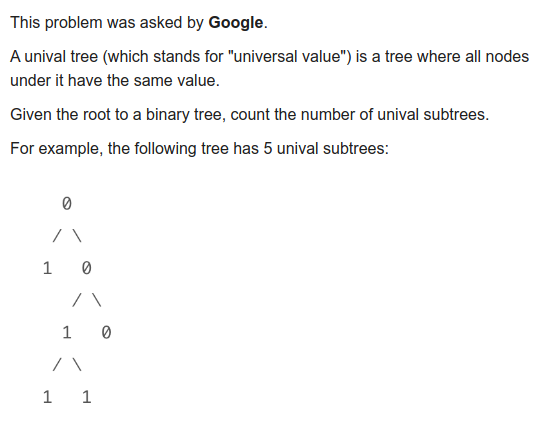 This problem was asked by Google.
A unival tree (which stands for "universal value") is a tree where all nodes
under it have the same value.
Given the root to a binary tree, count the number of unival subtrees.
For example, the following tree has 5 unival subtrees:
   0
  / \
 1   0
    / \
   1   0
  / \
 1   1